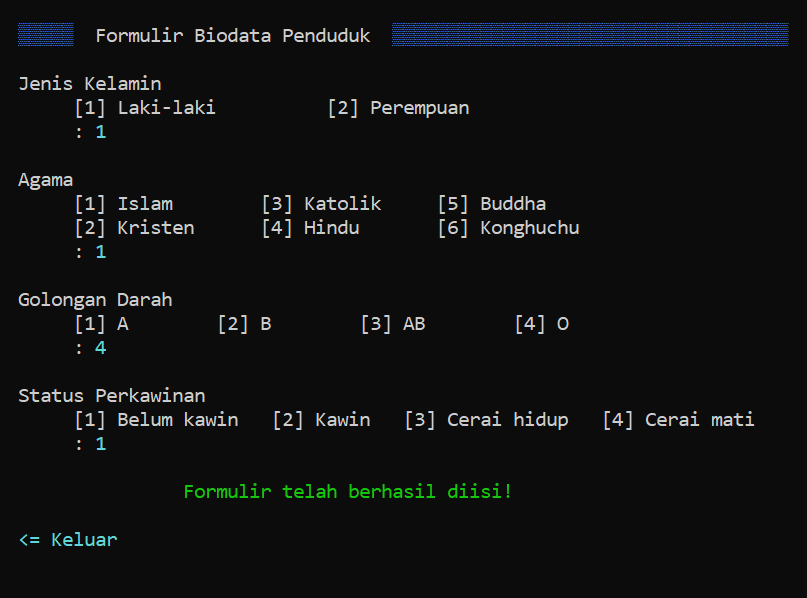 Formulir Biodata Penduduk
Jenis Kelamin
[1] Laki-laki [2] Perempuan
: 1
Agama
[1] Islam [3] Katolik [5] Buddha
[2] Kristen [4] Hindu [6] Konghuchu
: 1
Golongan Darah
[1] A [2] B [3] AB [4] O
: 4
Status Perkawinan
[1] Belum kawin [2] Kawin [3] Cerai hidup [4] Cerai mati
: 1
Formulir telah berhasil diisi!
<= Keluar